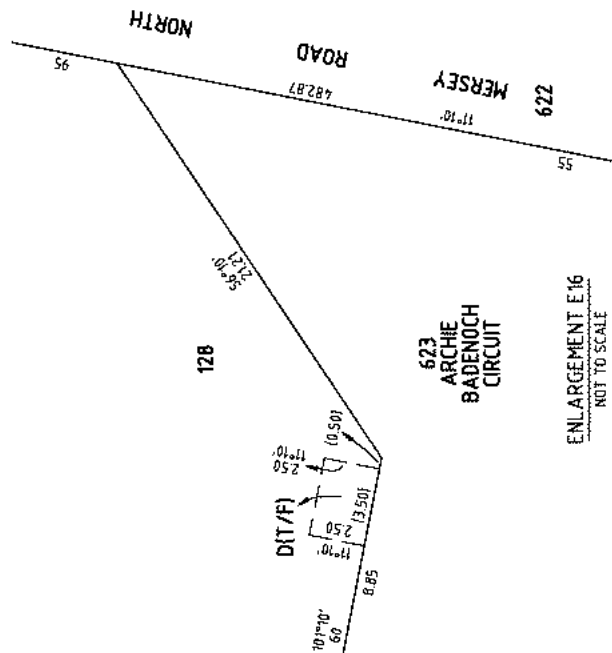 NORTH
ROAD
MERSEY
622
95
482.87
11°10'
55
56°10'
21.21
128
623
ARCHIE
BADENOCH
CIRCUIT
ENLARGEMENT E16
NOT TO SCALE
(0.50)
11°10'
2.50
D(T/F)
(3.50)
2.50
11°10'
8.85
101°10'
60